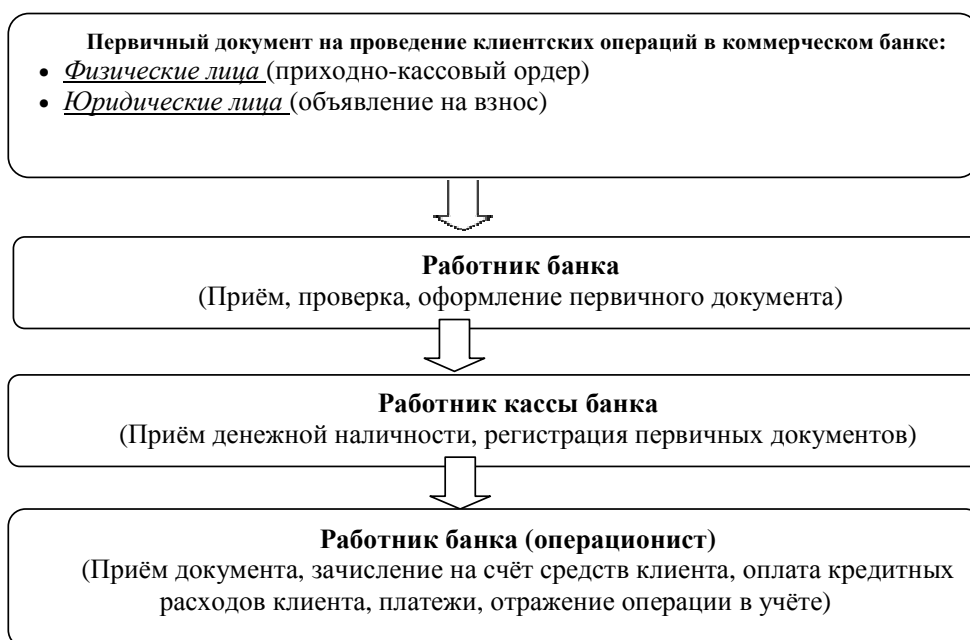 Первичный документ на проведение клиентских операций в коммерческом банке:
• Физические лица (приходно-кассовый ордер)
• Юридические лица (объявление на взнос)
Работник банка
(Приём, проверка, оформление первичного документа)
Работник кассы банка
(Приём денежной наличности, регистрация первичных документов)
Работник банка (операционист)
(Приём документа, зачисление на счёт средств клиента, оплата кредитных
расходов клиента, платежи, отражение операции в учёте)